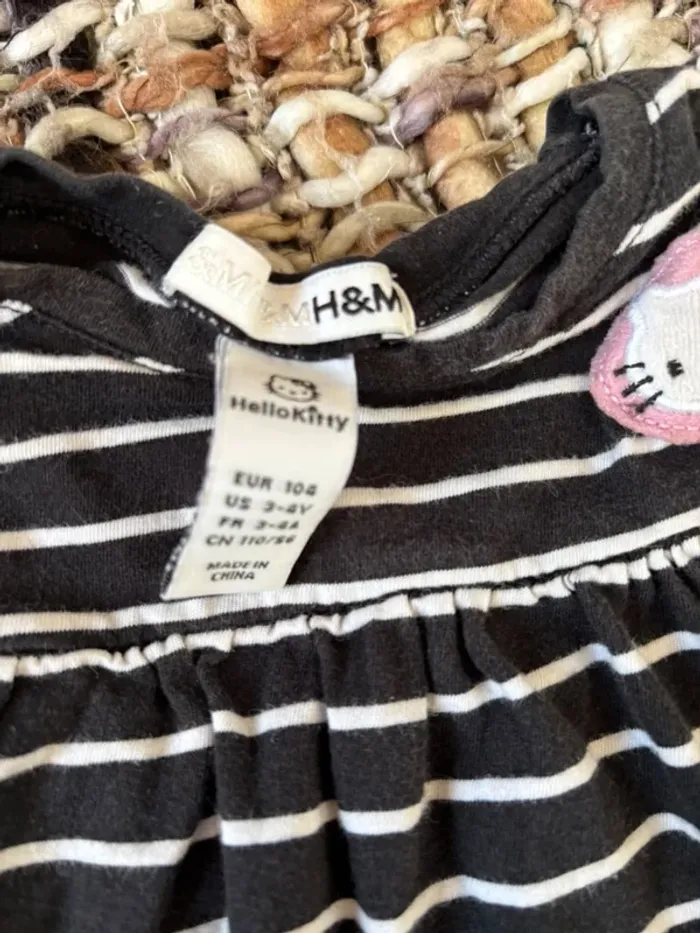 &M H&M H&M
HelloKitty
EUR 104
US 3-4Y
FR 3-4A
CN 110/56
MADE IN
CHINA